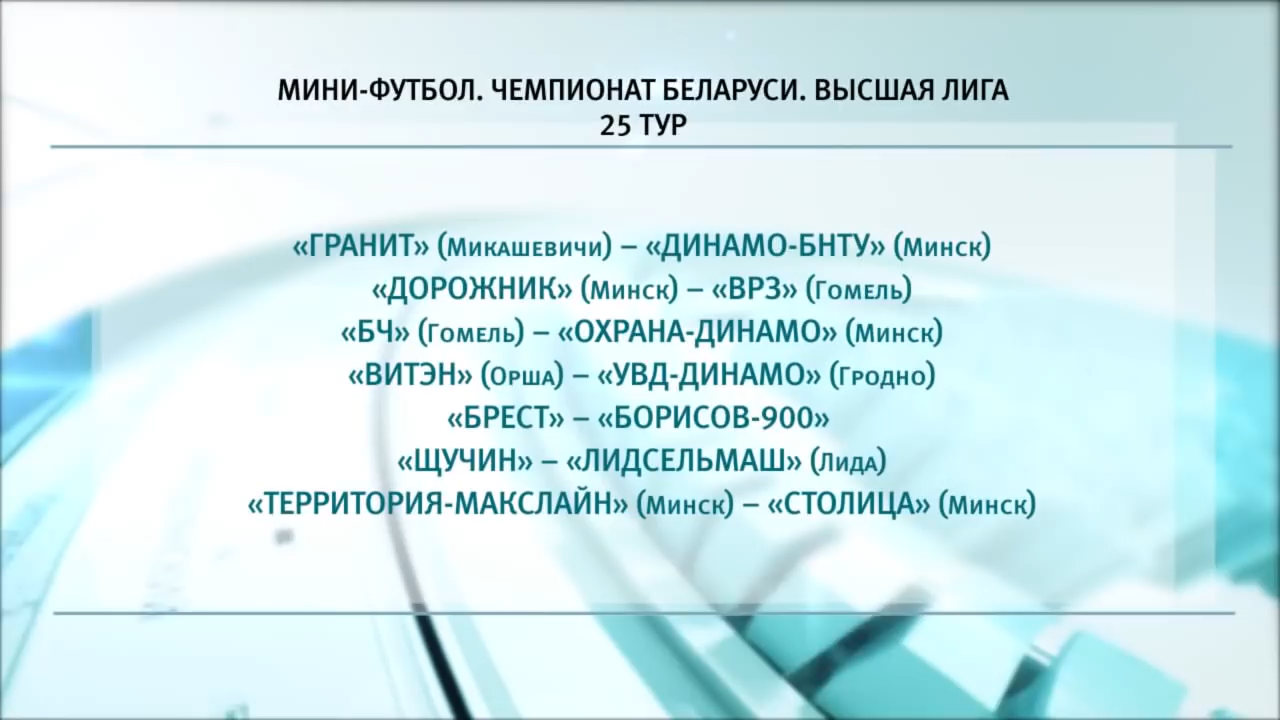 МИНИ-ФУТБОЛ. ЧЕМПИОНАТ БЕЛАРУСИ. ВЫСШАЯ ЛИГА
25 ТУР
«ГРАНИТ» (Микашевичи) – «ДИНАМО-БНТУ» (Минск)
«ДОРОЖНИК» (Минск) – «ВРЗ» (Гомель)
«БЧ» (Гомель) – «ОХРАНА-ДИНАМО» (Минск)
«ВИТЭН» (Орша) – «УВД-ДИНАМО» (Гродно)
«БРЕСТ» – «БОРИСОВ-900»
«ЩУЧИН» – «ЛИДСЕЛЬМАШ» (Лида)
«ТЕРРИТОРИЯ-МАКСЛАЙН» (Минск) – «СТОЛИЦА» (Минск)